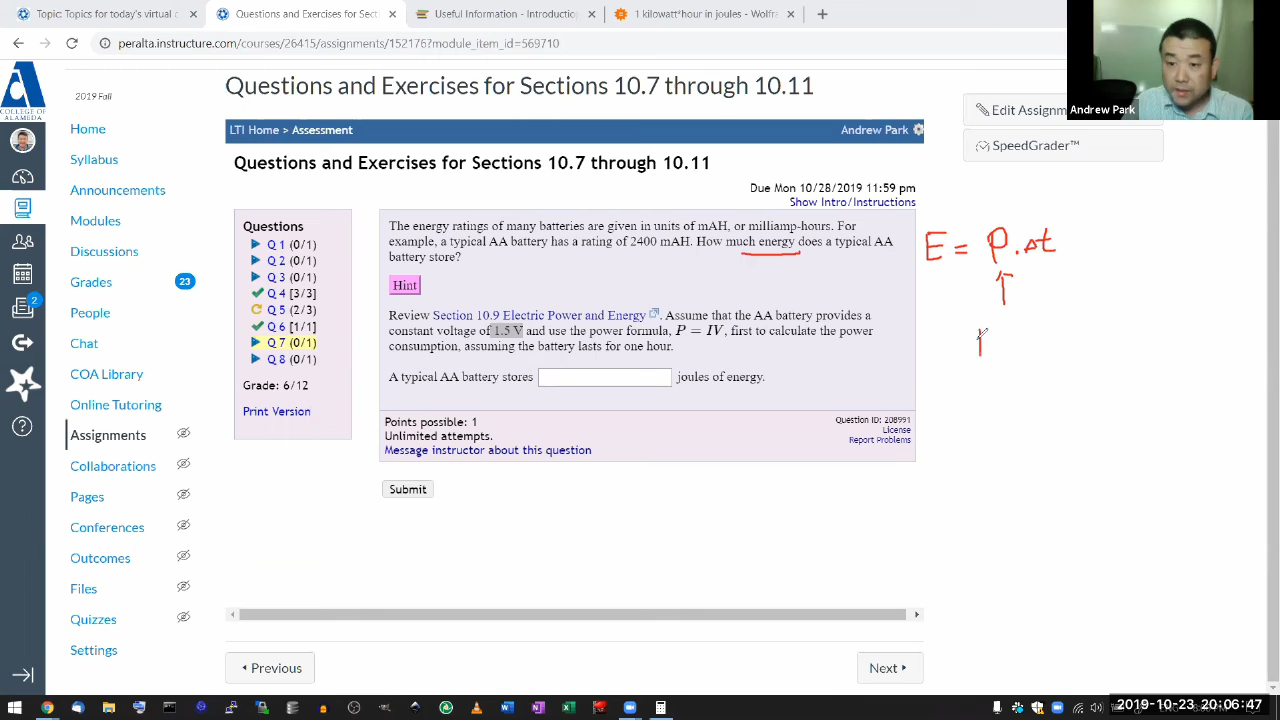 Topic: Topics for today's virtual c
Questions and Exercises for Sect
Useful Information - Introduction
1 kilowatt*hour in joules - Wolfra
peralta.instructure.com/courses/26415/assignments/152176?module_item_id=569710
Andrew Park
COLLEGE OF ALAMEDA
2019 Fall
Home
Syllabus
Announcements
Modules
Discussions
Grades
23
People
2
Chat
COA Library
Online Tutoring
Assignments
Collaborations
Pages
Conferences
Outcomes
Files
Quizzes
Settings
Questions and Exercises for Sections 10.7 through 10.11
Edit Assignm
SpeedGrader™
LTI Home > Assessment
Andrew Park
Questions and Exercises for Sections 10.7 through 10.11
Due Mon 10/28/2019 11:59 pm
Show Intro/Instructions
Questions
Q 1 (0/1)
Q 2 (0/1)
Q 3 (0/1)
Q 4 [3/3]
Q 5 (2/3)
Q 6 [1/1]
Q 7 (0/1)
Q 8 (0/1)
Grade: 6/12
Print Version
The energy ratings of many batteries are given in units of mAH, or milliamp-hours. For
example, a typical AA battery has a rating of 2400 mAH. How much energy does a typical AA
battery store?
Hint
Review Section 10.9 Electric Power and Energy. Assume that the AA battery provides a
constant voltage of 1.5 V and use the power formula, P = IV, first to calculate the power
consumption, assuming the battery lasts for one hour.
A typical AA battery stores joules of energy.
Points possible: 1
Unlimited attempts.
Message instructor about this question
Question ID: 208991
License
Report Problems
Submit
E = P.Δt
Previous
Next
2019-10-23 20:06:47